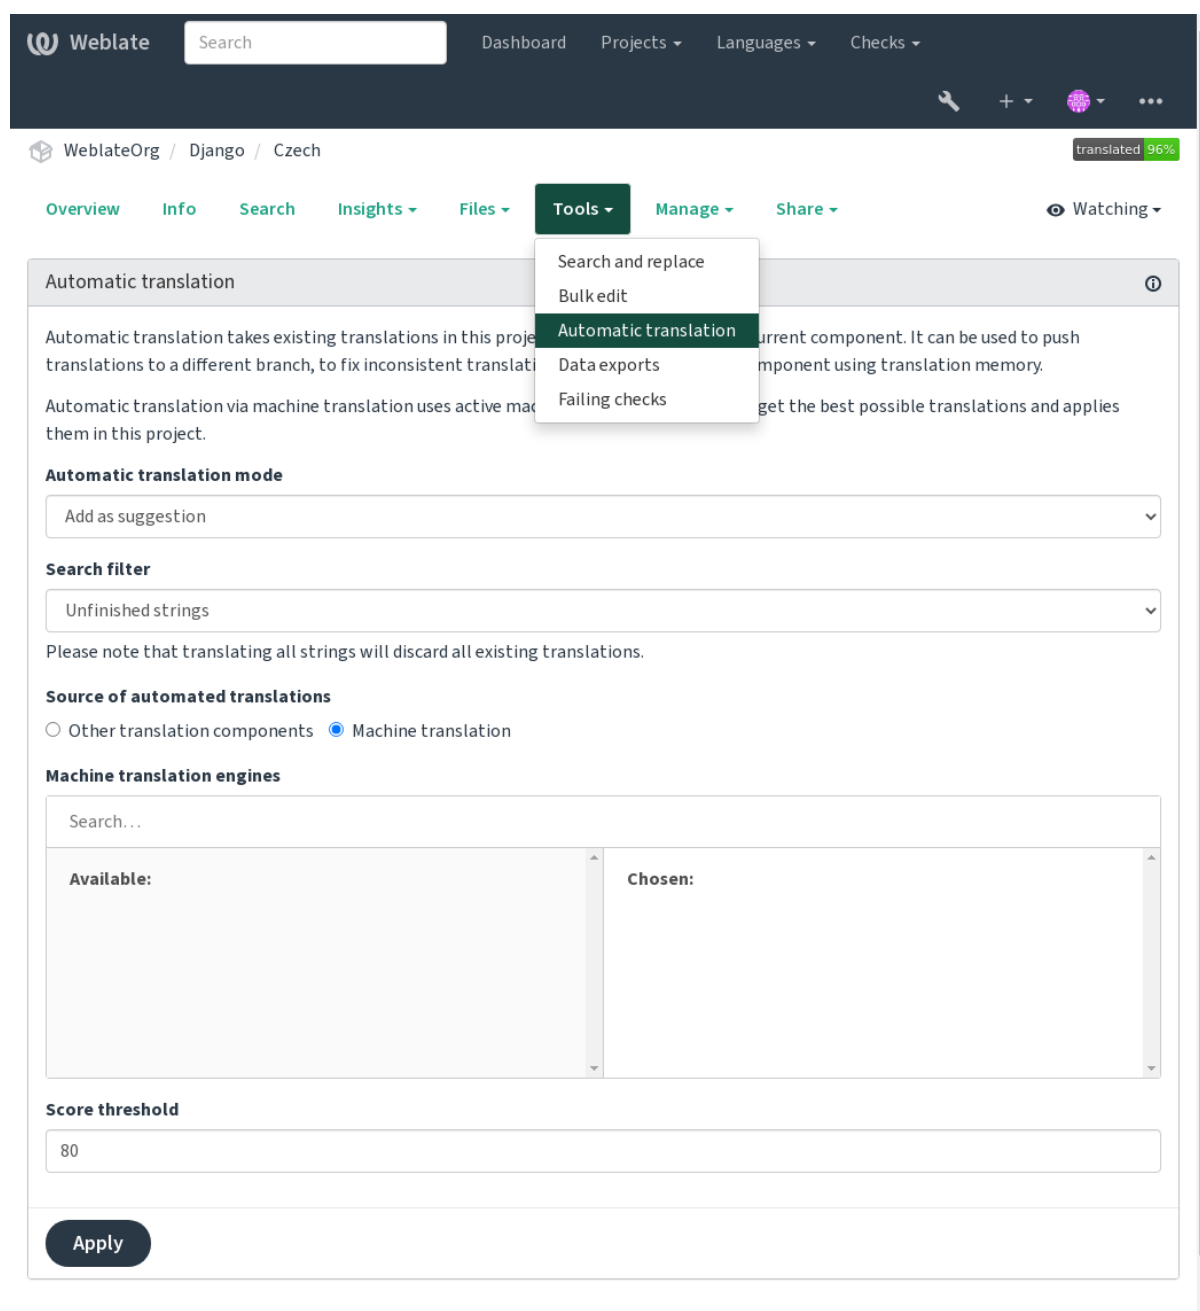 Weblate
Search
Dashboard
Projects
Languages
Checks
WeblateOrg / Django / Czech
translated 96%
Overview
Info
Search
Insights
Files
Tools
Manage
Share
Watching
Search and replace
Bulk edit
Automatic translation
Data exports
Failing checks
Automatic translation
Automatic translation takes existing translations in this proje urrent component. It can be used to push
translations to a different branch, to fix inconsistent translati mponent using translation memory.
Automatic translation via machine translation uses active mac get the best possible translations and applies
them in this project.
Automatic translation mode
Add as suggestion
Search filter
Unfinished strings
Please note that translating all strings will discard all existing translations.
Source of automated translations
Other translation components Machine translation
Machine translation engines
Search…
Available:
Chosen:
Score threshold
80
Apply